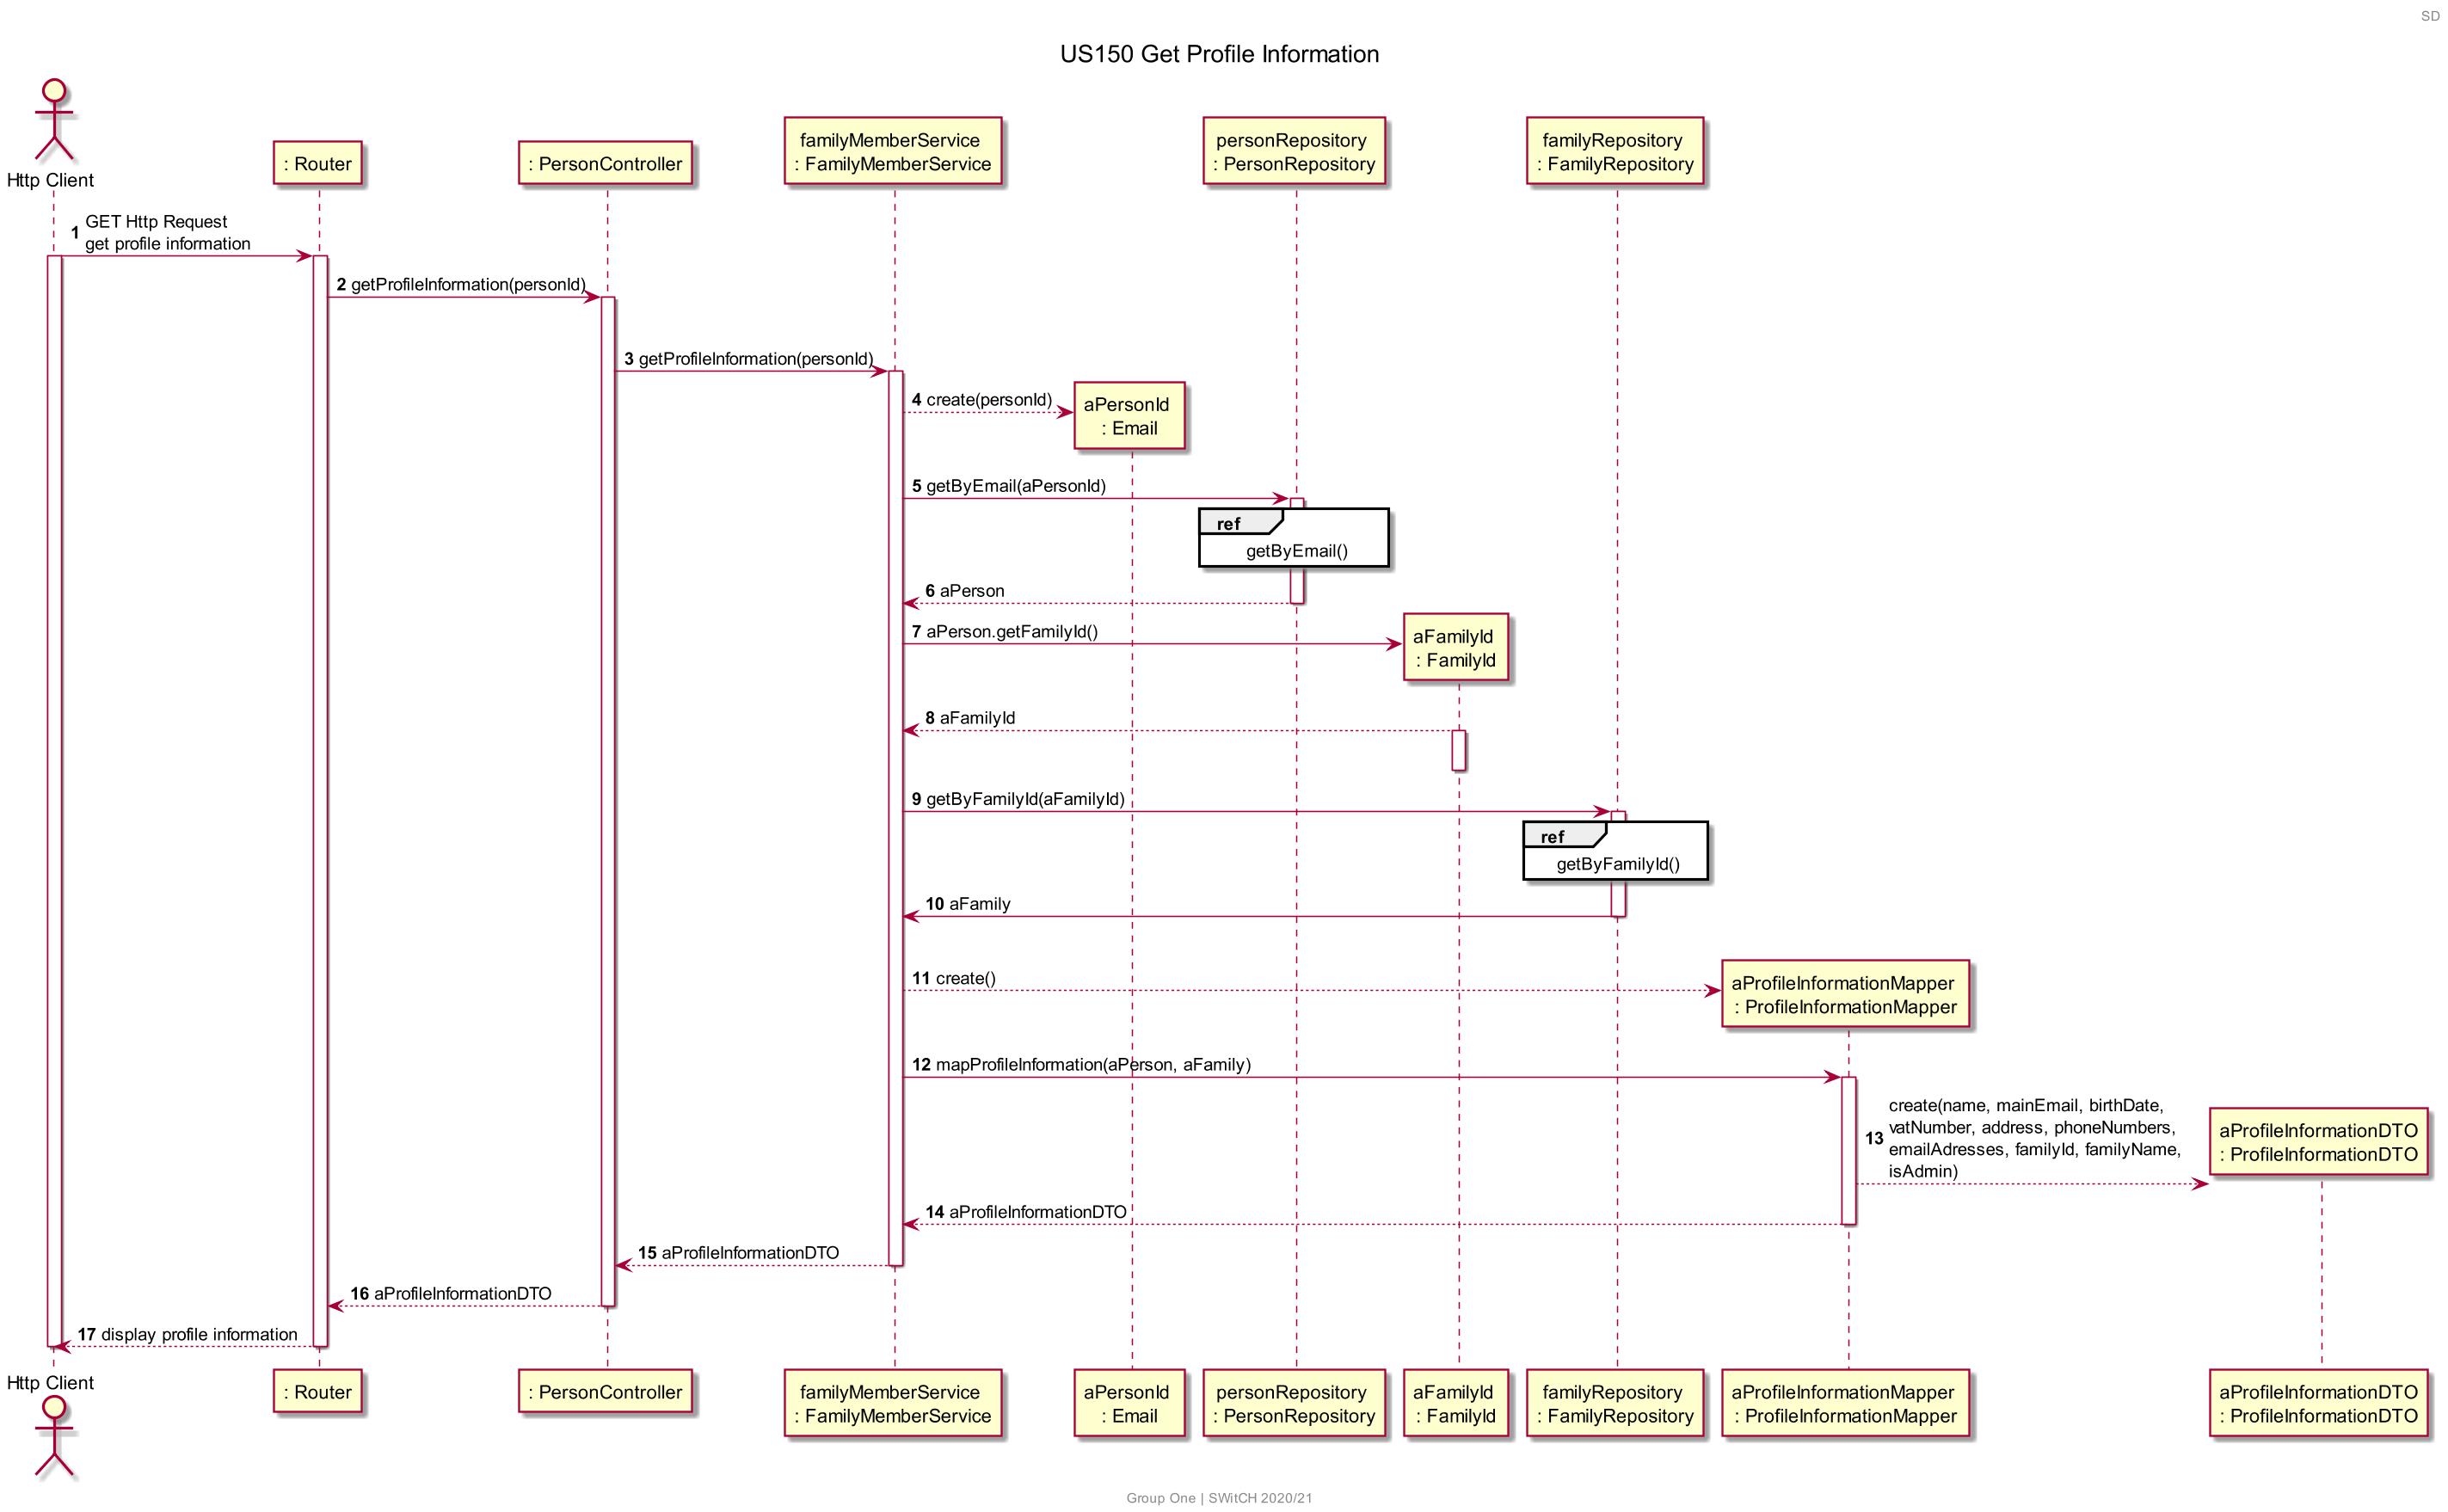 SD
US150 Get Profile Information
Http Client
: Router
: PersonController
familyMemberService
: FamilyMemberService
personRepository
: PersonRepository
familyRepository
: FamilyRepository
1 GET Http Request
get profile information
2 getProfileInformation(personId)
3 getProfileInformation(personId)
4 create(personId)
aPersonId
: Email
5 getByEmail(aPersonId)
ref
getByEmail()
6 aPerson
7 aPerson.getFamilyId()
aFamilyId
: FamilyId
8 aFamilyId
9 getByFamilyId(aFamilyId)
ref
getByFamilyId()
10 aFamily
11 create()
aProfileInformationMapper
: ProfileInformationMapper
12 mapProfileInformation(aPerson, aFamily)
13 create(name, mainEmail, birthDate,
vatNumber, address, phoneNumbers,
emailAdresses, familyId, familyName,
isAdmin)
aProfileInformationDTO
: ProfileInformationDTO
14 aProfileInformationDTO
15 aProfileInformationDTO
16 aProfileInformationDTO
17 display profile information
Http Client
: Router
: PersonController
familyMemberService
: FamilyMemberService
aPersonId
: Email
personRepository
: PersonRepository
aFamilyId
: FamilyId
familyRepository
: FamilyRepository
aProfileInformationMapper
: ProfileInformationMapper
aProfileInformationDTO
: ProfileInformationDTO
Group One | SWitCH 2020/21